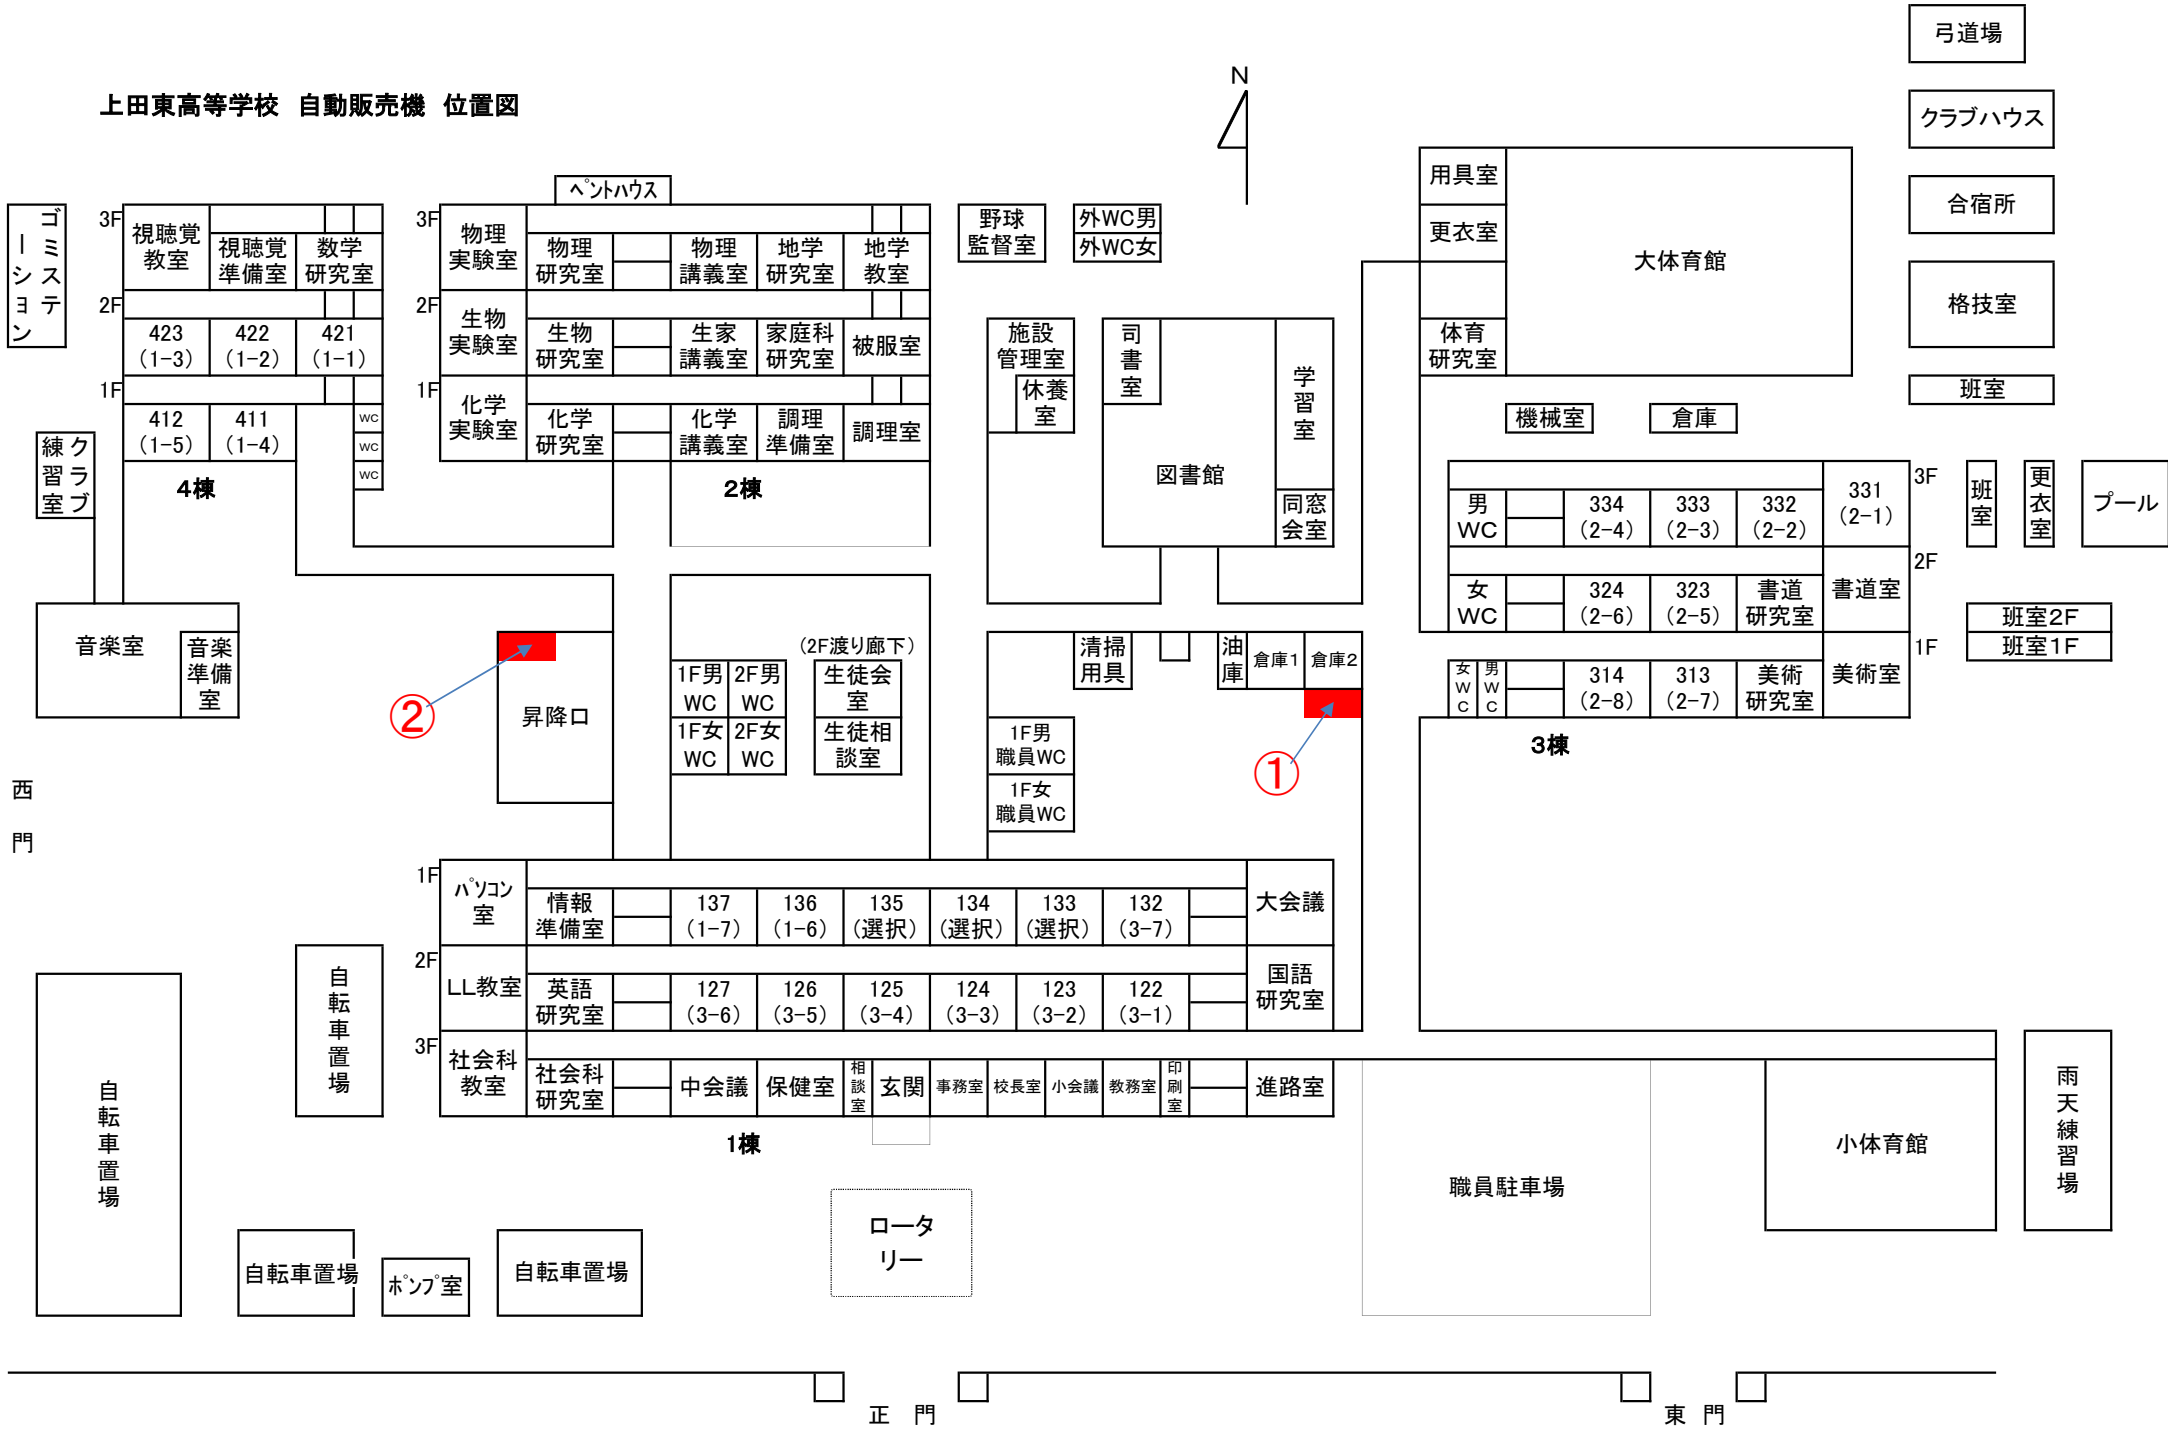 弓道場
N
上田東高等学校 自動販売機 位置図
クラブハウス
用具室
ペントハウス
合宿所
ゴミステーション
3F
視聴覚
教室
視聴覚
準備室
数学
研究室
3F
物理
実験室
物理
研究室
物理
講義室
地学
研究室
地学
教室
野球
監督室
外WC男
外WC女
更衣室
大体育館
格技室
2F
423
(1-3)
422
(1-2)
421
(1-1)
2F
生物
実験室
生物
研究室
生家
講義室
家庭科
研究室
被服室
施設
管理室
休養
室
司書室
学習室
体育
研究室
班室
1F
412
(1-5)
411
(1-4)
WC
WC
WC
1F
化学
実験室
化学
研究室
化学
講義室
調理
準備室
調理室
機械室
倉庫
クラブ
練習室
4棟
2棟
図書館
同窓
会室
男
WC
334
(2-4)
333
(2-3)
332
(2-2)
331
(2-1)
3F
班室
更衣室
プール
2F
女
WC
324
(2-6)
323
(2-5)
書道
研究室
書道室
班室2F
班室1F
音楽室
音楽
準備
室
(2F渡り廊下)
清掃
用具
油
庫
倉庫1
倉庫2
1F
女WC
男WC
314
(2-8)
313
(2-7)
美術
研究室
美術室
②
昇降口
1F男
WC
2F男
WC
生徒会
室
1F女
WC
2F女
WC
生徒相
談室
1F男
職員WC
1F女
職員WC
①
3棟
西門
1F
パソコン
室
情報
準備室
137
(1-7)
136
(1-6)
135
(選択)
134
(選択)
133
(選択)
132
(3-7)
大会議
2F
LL教室
英語
研究室
127
(3-6)
126
(3-5)
125
(3-4)
124
(3-3)
123
(3-2)
122
(3-1)
国語
研究室
自転車置場
3F
社会科
教室
社会科
研究室
中会議
保健室
相談室
玄関
事務室
校長室
小会議
教務室
印刷室
進路室
自転車置場
1棟
職員駐車場
小体育館
雨天練習場
ロータ
リー
自転車置場
ポンプ室
自転車置場
正 門
東 門